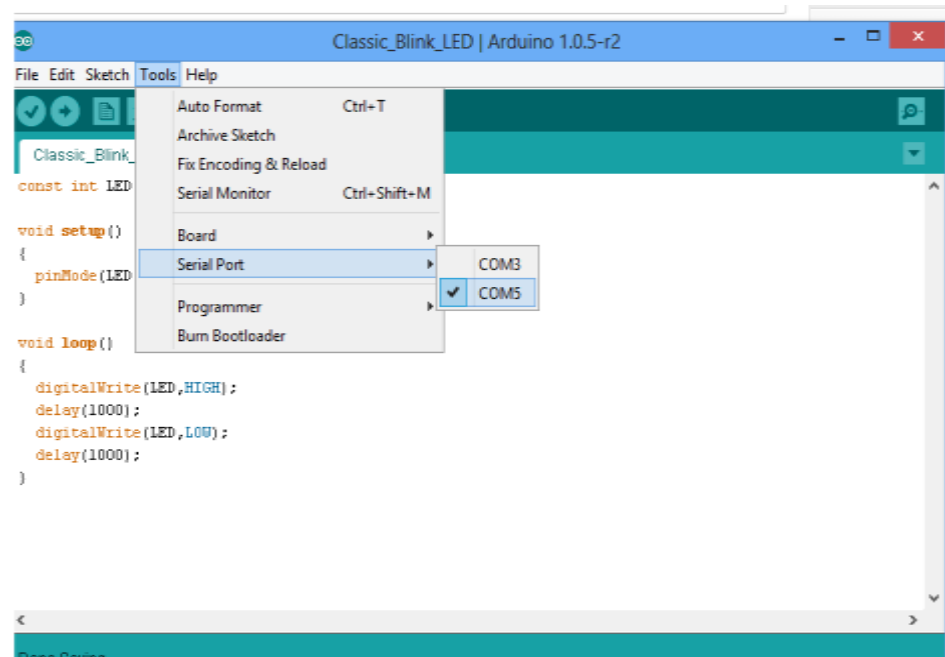 Classic_Blink_LED | Arduino 1.0.5-r2
File Edit Sketch Tools Help
Auto Format Ctrl+T
Archive Sketch
Classic_Blink_
Fix Encoding & Reload
const int LED
Serial Monitor Ctrl+Shift+M
void setup()
Board
{
Serial Port
COM3
pinMode(LED
COM5
}
Programmer
Burn Bootloader
void loop()
{
digitalWrite(LED,HIGH);
delay(1000);
digitalWrite(LED,LOW);
delay(1000);
}
Done Saving